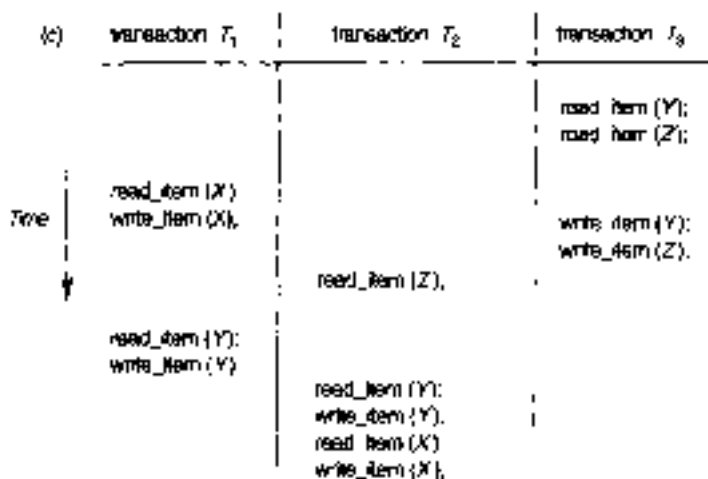 (c) transaction T1 transaction T2 transaction T3
read_item (Y);
read_item (Z);
read_item (X)
Time write_item (X), write_item (Y);
write_item (Z).
read_item (Z),
read_item (Y);
write_item (Y)
read_item (Y);
write_item (Y),
read_item (X)
write_item (X),